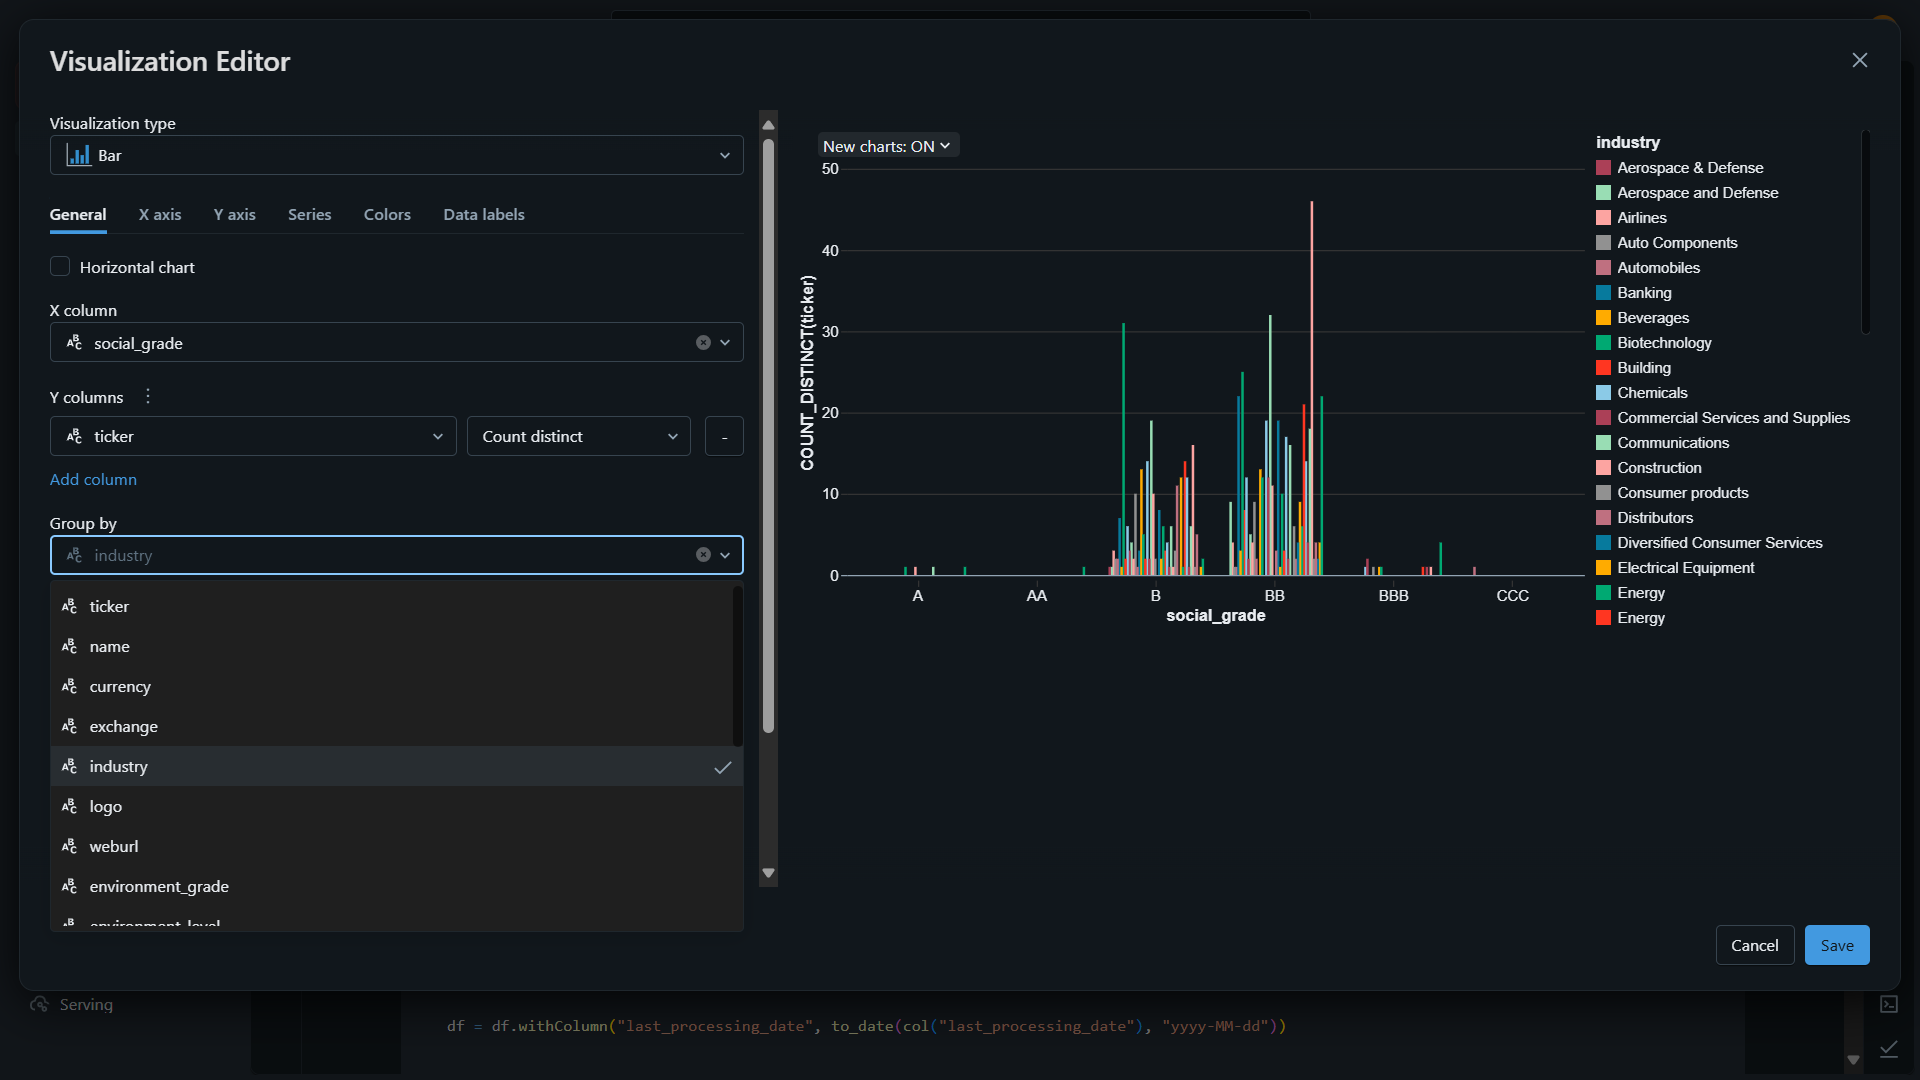 Visualization Editor
Visualization type
Bar
General
X axis
Y axis
Series
Colors
Data labels
Horizontal chart
X column
social_grade
Y columns
ticker
Count distinct
-
Add column
Group by
industry
ticker
name
currency
exchange
industry
logo
weburl
environment_grade
environment_level
New charts: ON
50
40
30
20
10
0
COUNT_DISTINCT(ticker)
A
AA
B
BB
BBB
CCC
social_grade
industry
Aerospace & Defense
Aerospace and Defense
Airlines
Auto Components
Automobiles
Banking
Beverages
Biotechnology
Building
Chemicals
Commercial Services and Supplies
Communications
Construction
Consumer products
Distributors
Diversified Consumer Services
Electrical Equipment
Energy
Energy
Cancel
Save
Serving
df = df.withColumn("last_processing_date", to_date(col("last_processing_date"), "yyyy-MM-dd"))